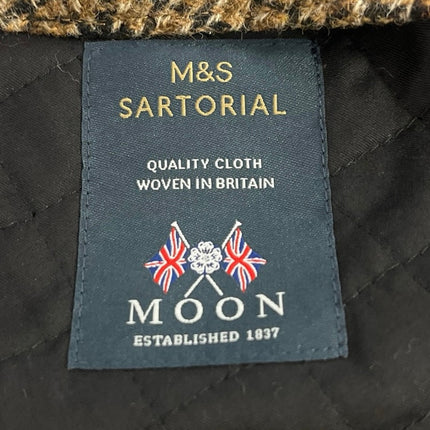 M&S
SARTORIAL
QUALITY CLOTH
WOVEN IN BRITAIN
MOON
ESTABLISHED 1837